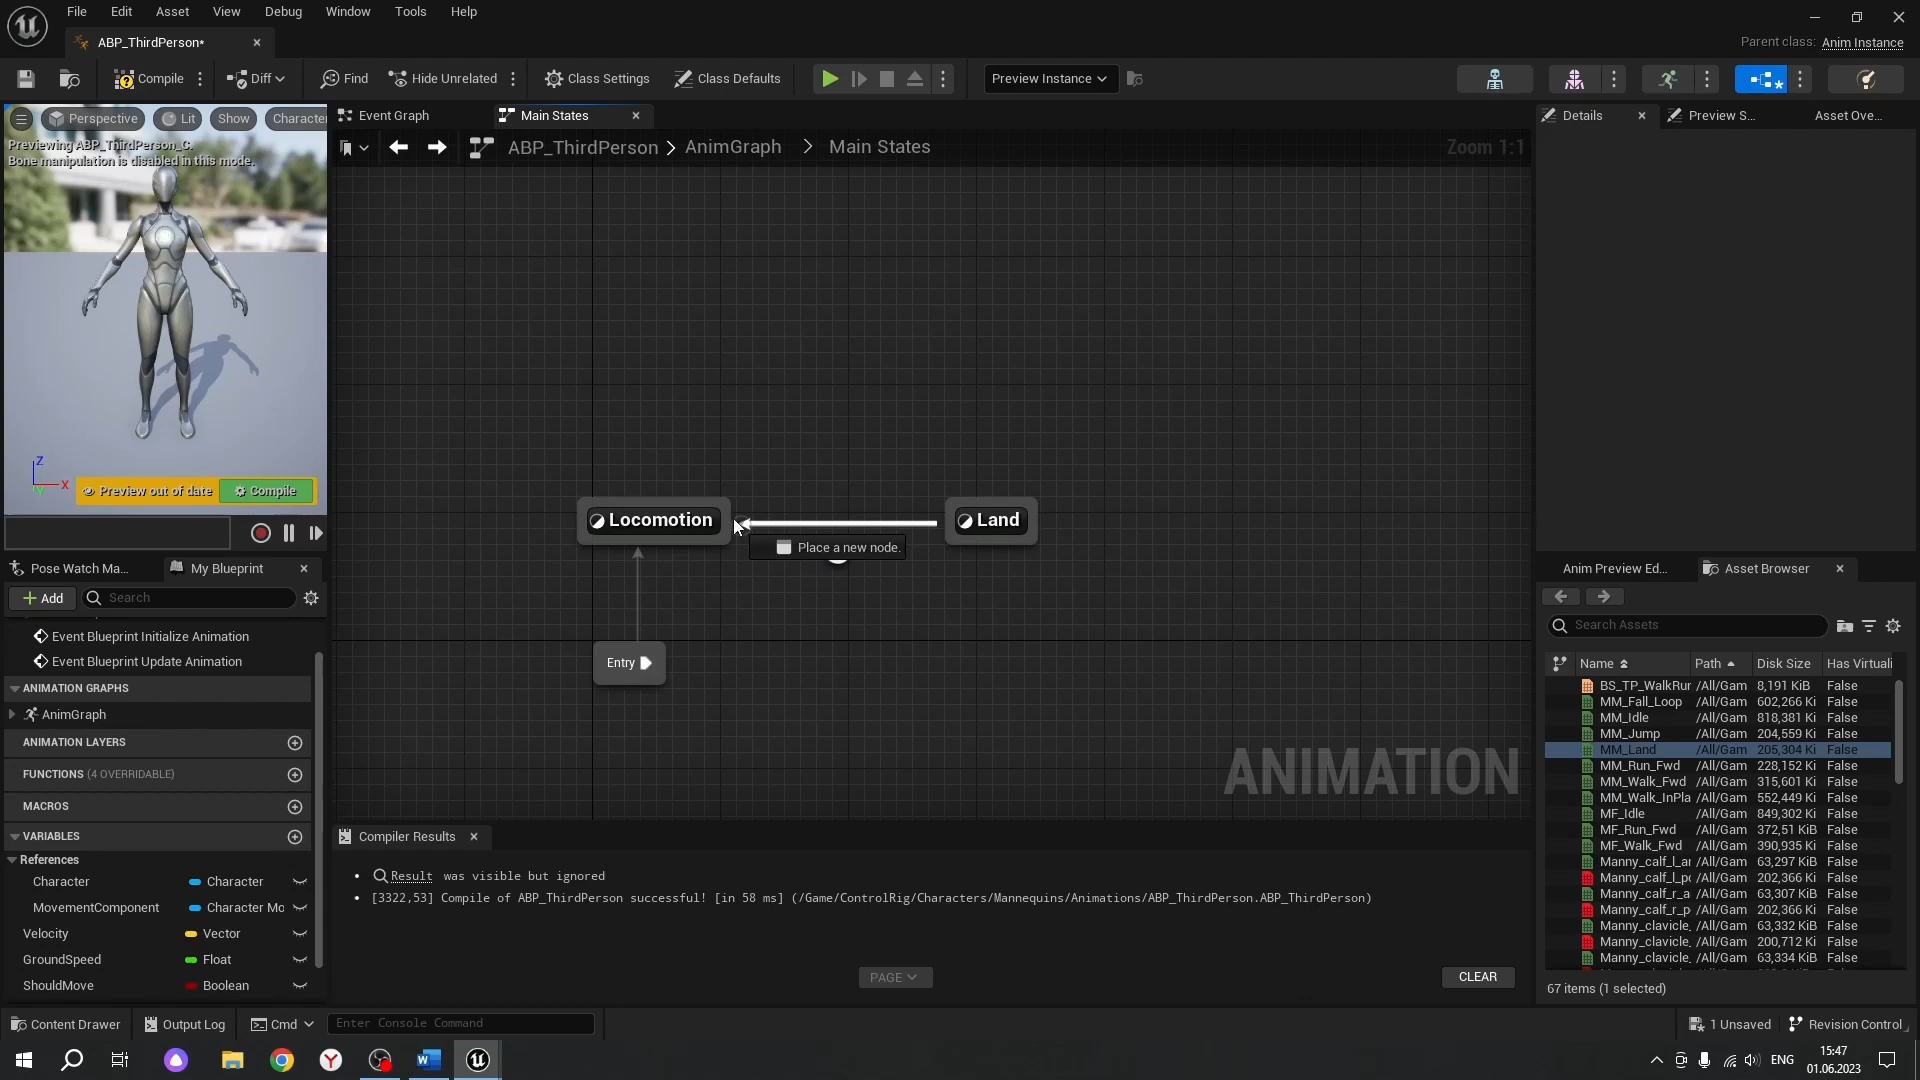 File Edit Asset View Debug Window Tools Help
ABP_ThirdPerson*
Parent class: Anim Instance
Compile Diff Find Hide Unrelated Class Settings Class Defaults Preview Instance
Perspective Lit Show Character
Previewing ABP_ThirdPerson_C.
Bone manipulation is disabled in this mode.
Z
X
Y
Preview out of date Compile
Event Graph Main States
ABP_ThirdPerson > AnimGraph > Main States
Zoom 1:1
Locomotion
Land
Place a new node.
Entry
ANIMATION
Pose Watch Ma... My Blueprint
Add Search
Event Blueprint Initialize Animation
Event Blueprint Update Animation
ANIMATION GRAPHS
AnimGraph
ANIMATION LAYERS
FUNCTIONS (4 OVERRIDABLE)
MACROS
VARIABLES
References
Character Character
MovementComponent Character Mo
Velocity Vector
GroundSpeed Float
ShouldMove Boolean
Compiler Results
• Result was visible but ignored
• [3322,53] Compile of ABP_ThirdPerson successful! [in 58 ms] (/Game/ControlRig/Characters/Mannequins/Animations/ABP_ThirdPerson.ABP_ThirdPerson)
PAGE
CLEAR
Details Preview S... Asset Ove...
Anim Preview Ed... Asset Browser
Search Assets
Name Path Disk Size Has Virtuali
BS_TP_WalkRur /All/Gam 8,191 KiB False
MM_Fall_Loop /All/Gam 602,266 Ki False
MM_Idle /All/Gam 818,381 Ki False
MM_Jump /All/Gam 204,559 Ki False
MM_Land /All/Gam 205,304 Ki False
MM_Run_Fwd /All/Gam 228,152 Ki False
MM_Walk_Fwd /All/Gam 315,601 Ki False
MM_Walk_InPla /All/Gam 552,449 Ki False
MF_Idle /All/Gam 849,302 Ki False
MF_Run_Fwd /All/Gam 372,51 KiB False
MF_Walk_Fwd /All/Gam 390,935 Ki False
Manny_calf_l_ar /All/Gam 63,297 KiB False
Manny_calf_l_po /All/Gam 202,366 Ki False
Manny_calf_r_a /All/Gam 63,307 KiB False
Manny_calf_r_p /All/Gam 202,366 Ki False
Manny_clavicle_ /All/Gam 63,332 KiB False
Manny_clavicle_ /All/Gam 200,712 Ki False
Manny_clavicle_ /All/Gam 63,334 KiB False
67 items (1 selected)
Content Drawer Output Log Cmd Enter Console Command
1 Unsaved Revision Control
ENG
15:47
01.06.2023